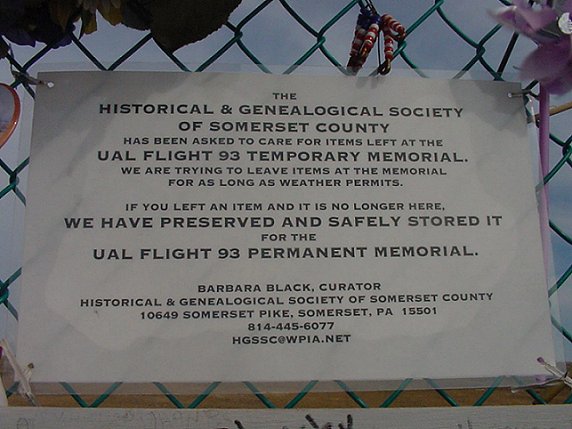 THE
HISTORICAL & GENEALOGICAL SOCIETY
OF SOMERSET COUNTY
HAS BEEN ASKED TO CARE FOR ITEMS LEFT AT THE
UAL FLIGHT 93 TEMPORARY MEMORIAL.
WE ARE TRYING TO LEAVE ITEMS AT THE MEMORIAL
FOR AS LONG AS WEATHER PERMITS.
IF YOU LEFT AN ITEM AND IT IS NO LONGER HERE,
WE HAVE PRESERVED AND SAFELY STORED IT
FOR THE
UAL FLIGHT 93 PERMANENT MEMORIAL.
BARBARA BLACK, CURATOR
HISTORICAL & GENEALOGICAL SOCIETY OF SOMERSET COUNTY
10649 SOMERSET PIKE, SOMERSET, PA 15501
814-445-6077
HGSSC@WPIA.NET